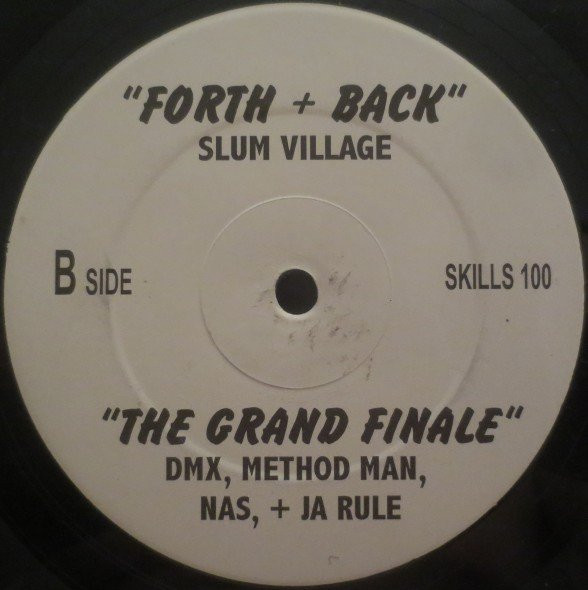 "FORTH + BACK"
SLUM VILLAGE
B SIDE
SKILLS 100
"THE GRAND FINALE"
DMX, METHOD MAN,
NAS, + JA RULE